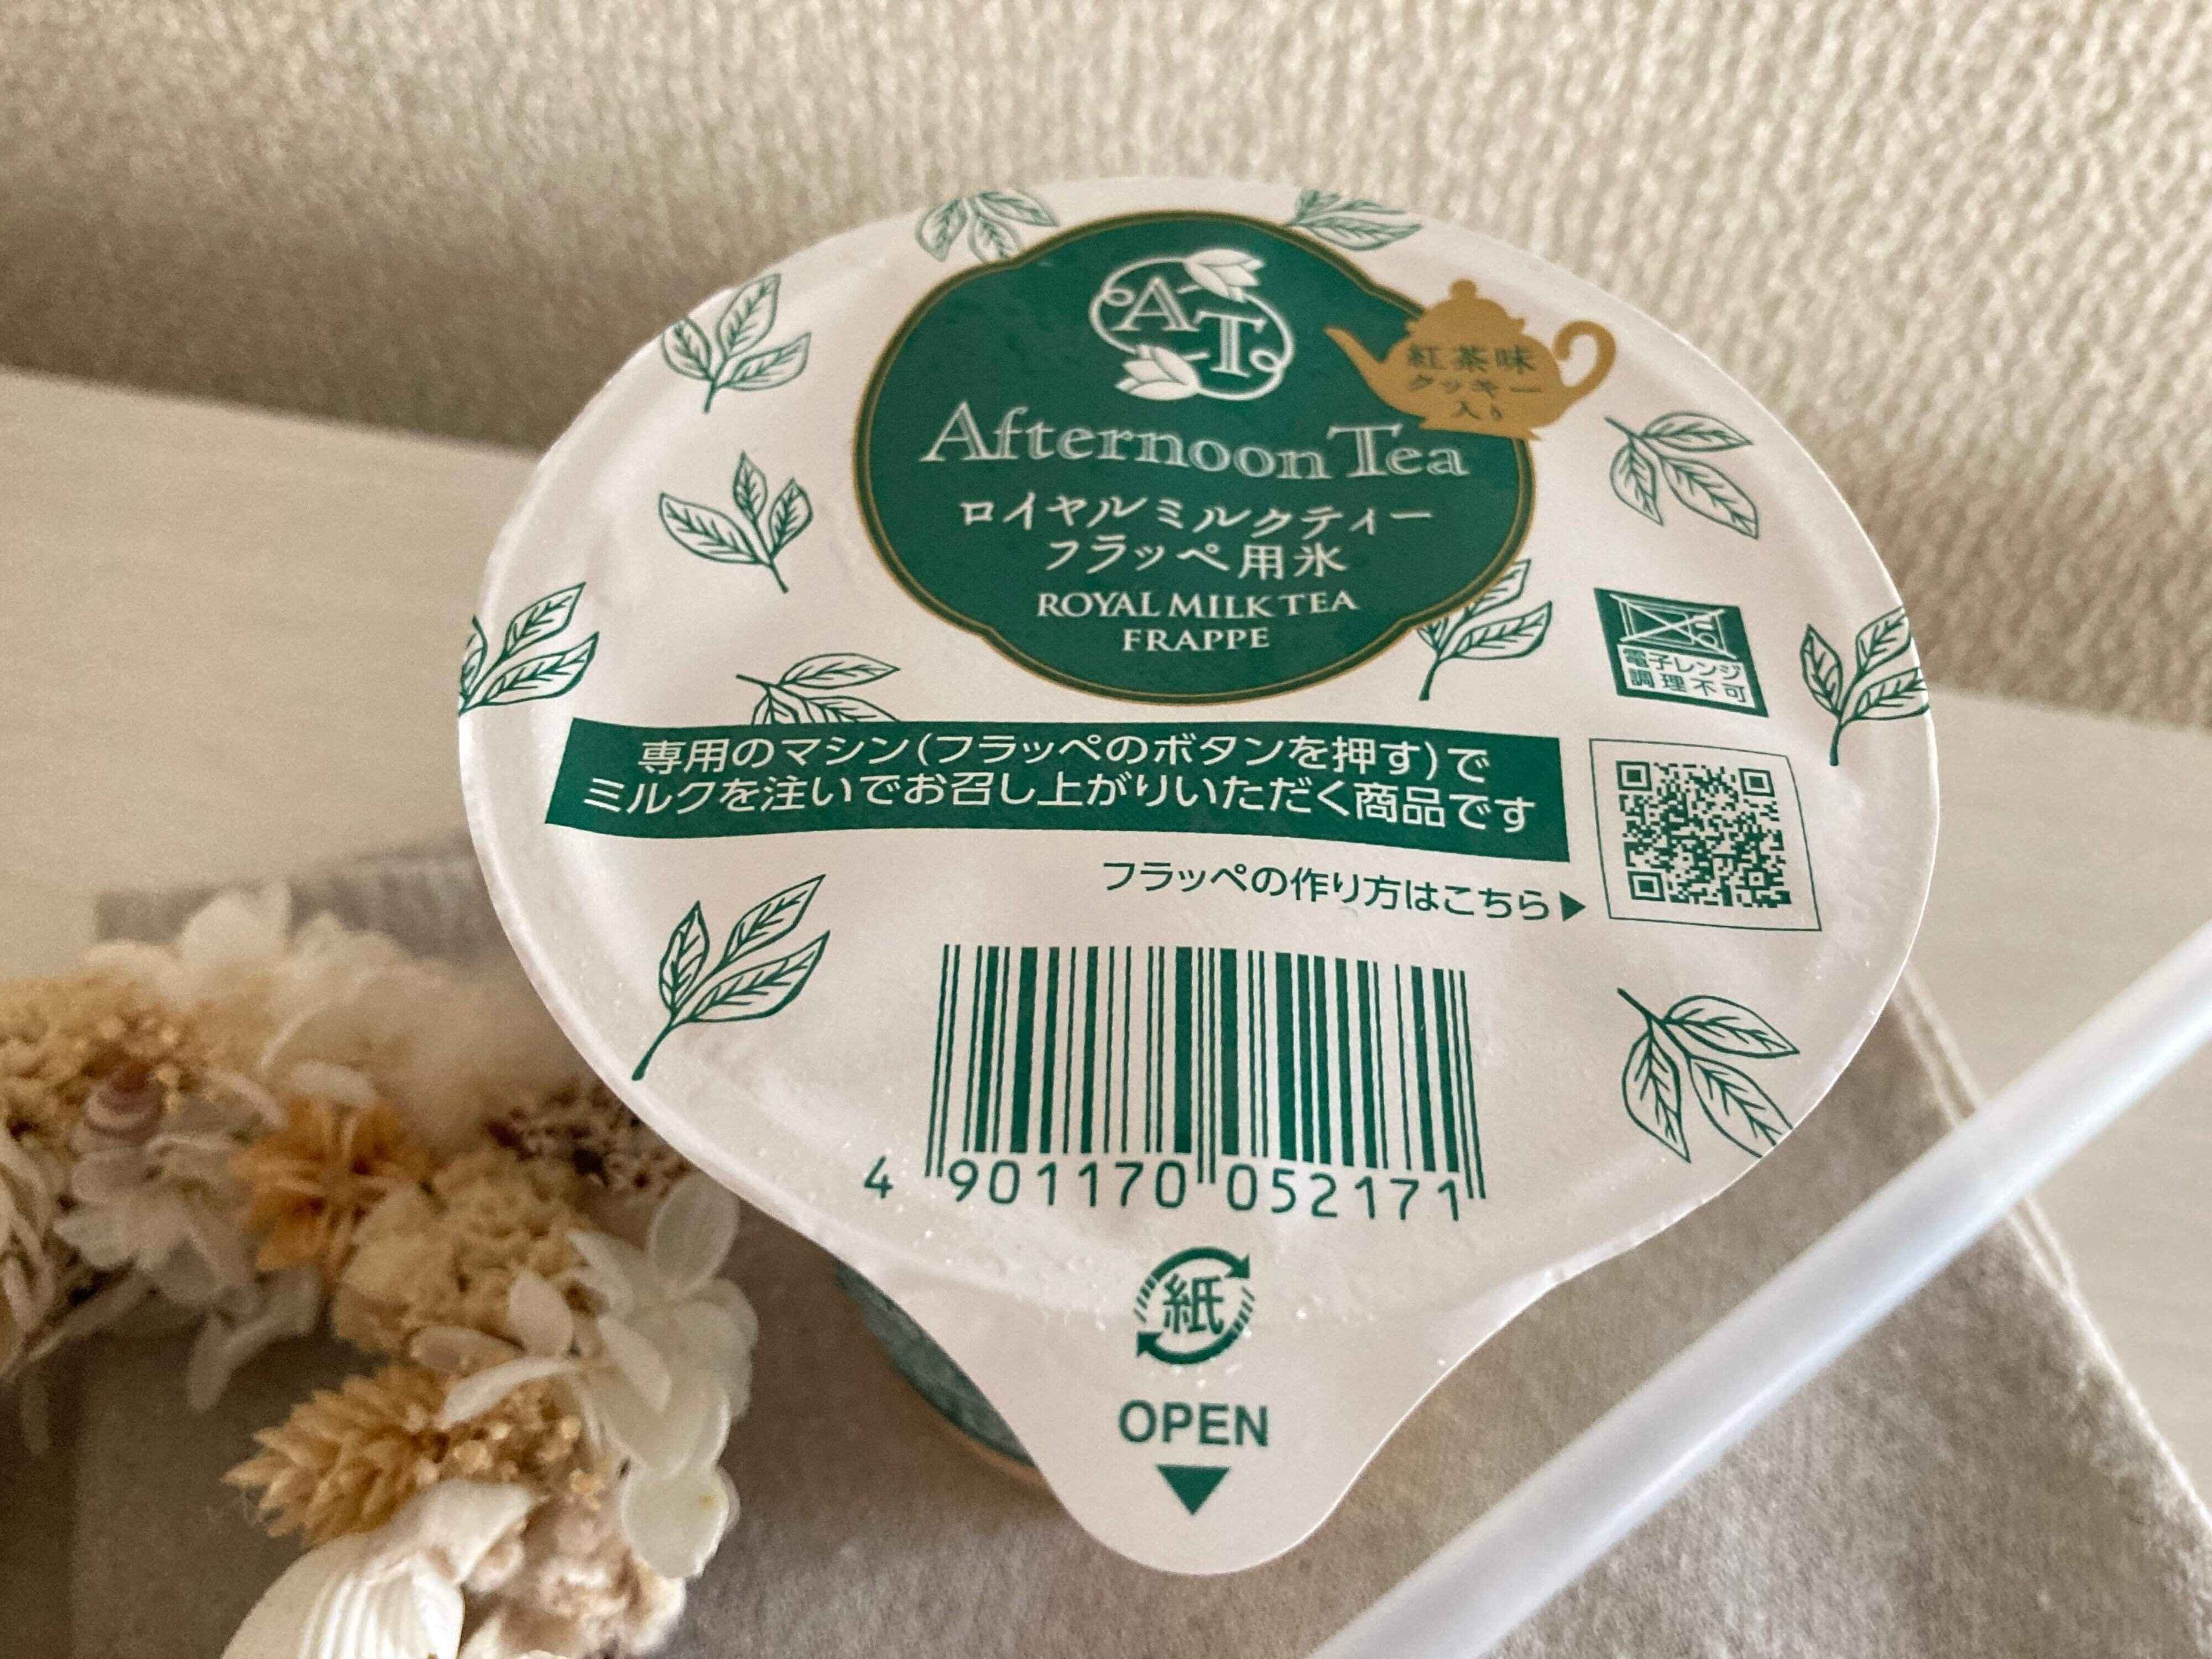 AT
Afternoon Tea
紅茶味
クッキー
入り
ロイヤルミルクティー
フラッペ用氷
ROYAL MILK TEA
FRAPPE
電子レンジ
調理不可
専用のマシン(フラッペのボタンを押す)で
ミルクを注いでお召し上がりいただく商品です
フラッペの作り方はこちら▶
4 901170 052171
紙
OPEN